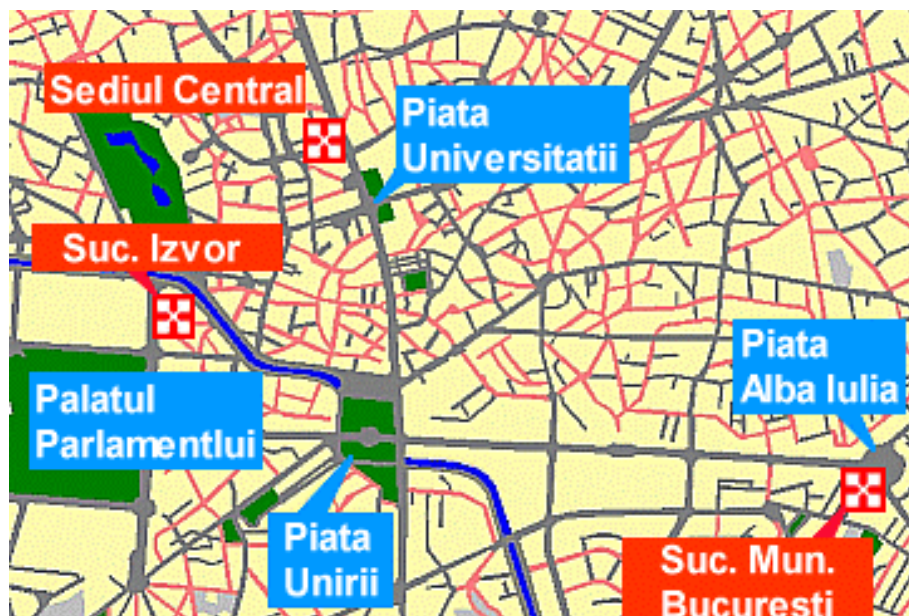 Sediul Central
Piata
Universitatii
Suc. Izvor
Piata
Alba Iulia
Palatul
Parlamentlui
Piata
Unirii
Suc. Mun.
Bucuresti